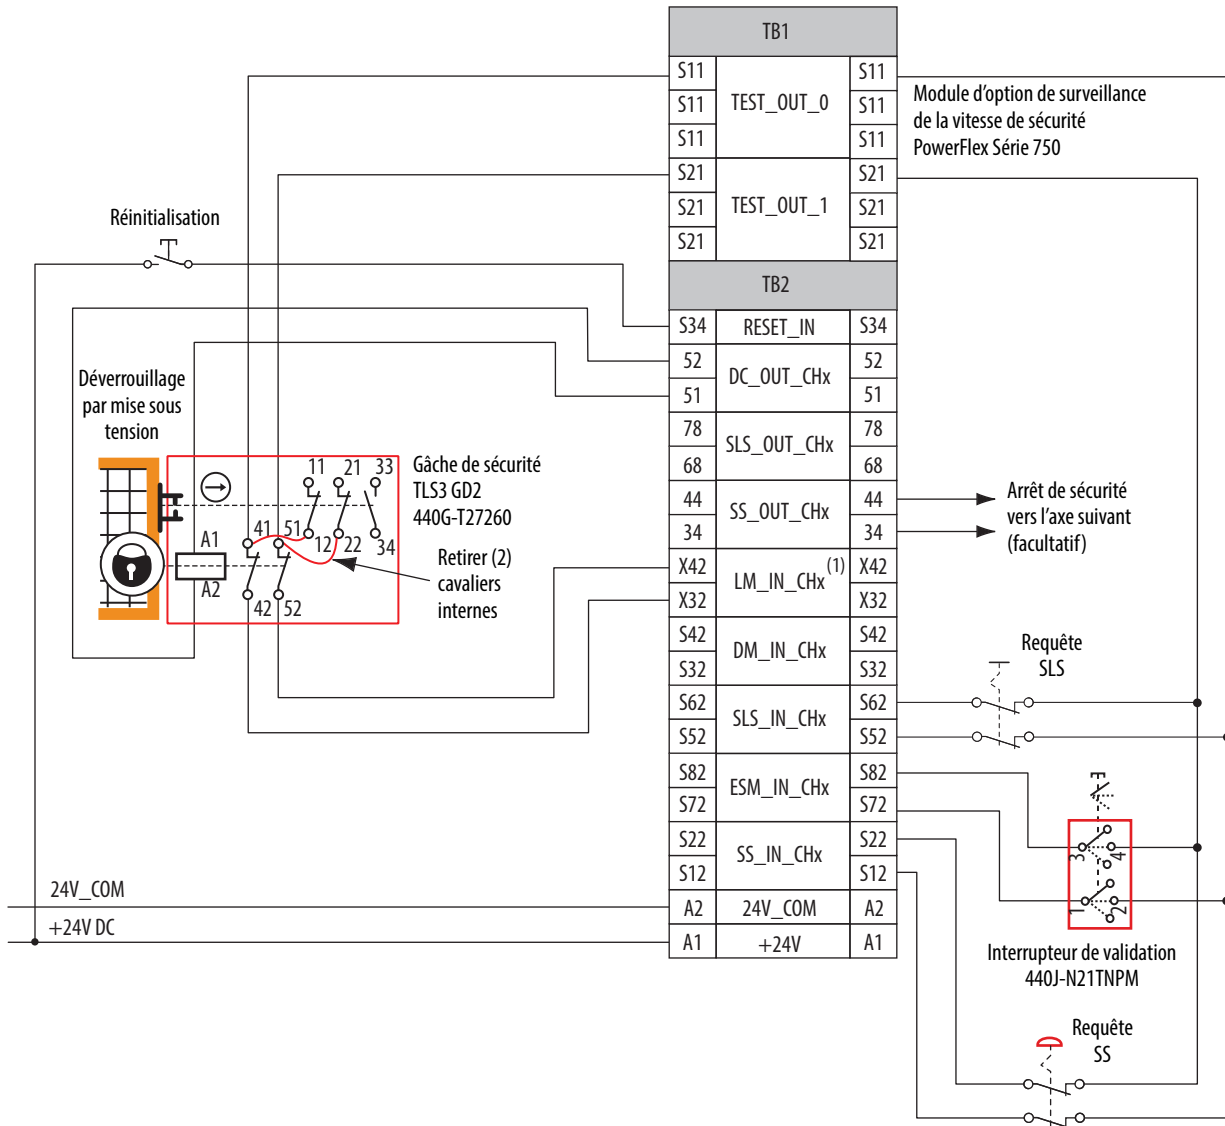 TB1
S11 S11
S11 TEST_OUT_0 S11
S11 S11
S21 S21
S21 TEST_OUT_1 S21
S21 S21
Module d'option de surveillance
de la vitesse de sécurité
PowerFlex Série 750
Réinitialisation
TB2
S34 RESET_IN S34
52 52
DC_OUT_CHx
51 51
78 78
SLS_OUT_CHx
68 68
44 44
SS_OUT_CHx
34 34
X42 X42
LM_IN_CHx (1)
X32 X32
S42 S42
DM_IN_CHx
S32 S32
S62 S62
SLS_IN_CHx
S52 S52
S82 S82
ESM_IN_CHx
S72 S72
S22 S22
SS_IN_CHx
S12 S12
A2 24V_COM A2
A1 +24V A1
Déverrouillage
par mise sous
tension
A1
A2
11 21 33
12 22 34
41 51
42 52
Gâche de sécurité
TLS3 GD2
440G-T27260
Retirer (2)
cavaliers
internes
Arrêt de sécurité
vers l'axe suivant
(facultatif)
Requête
SLS
3 4
1 2
Interrupteur de validation
440J-N21TNPM
Requête
SS
24V_COM
+24V DC